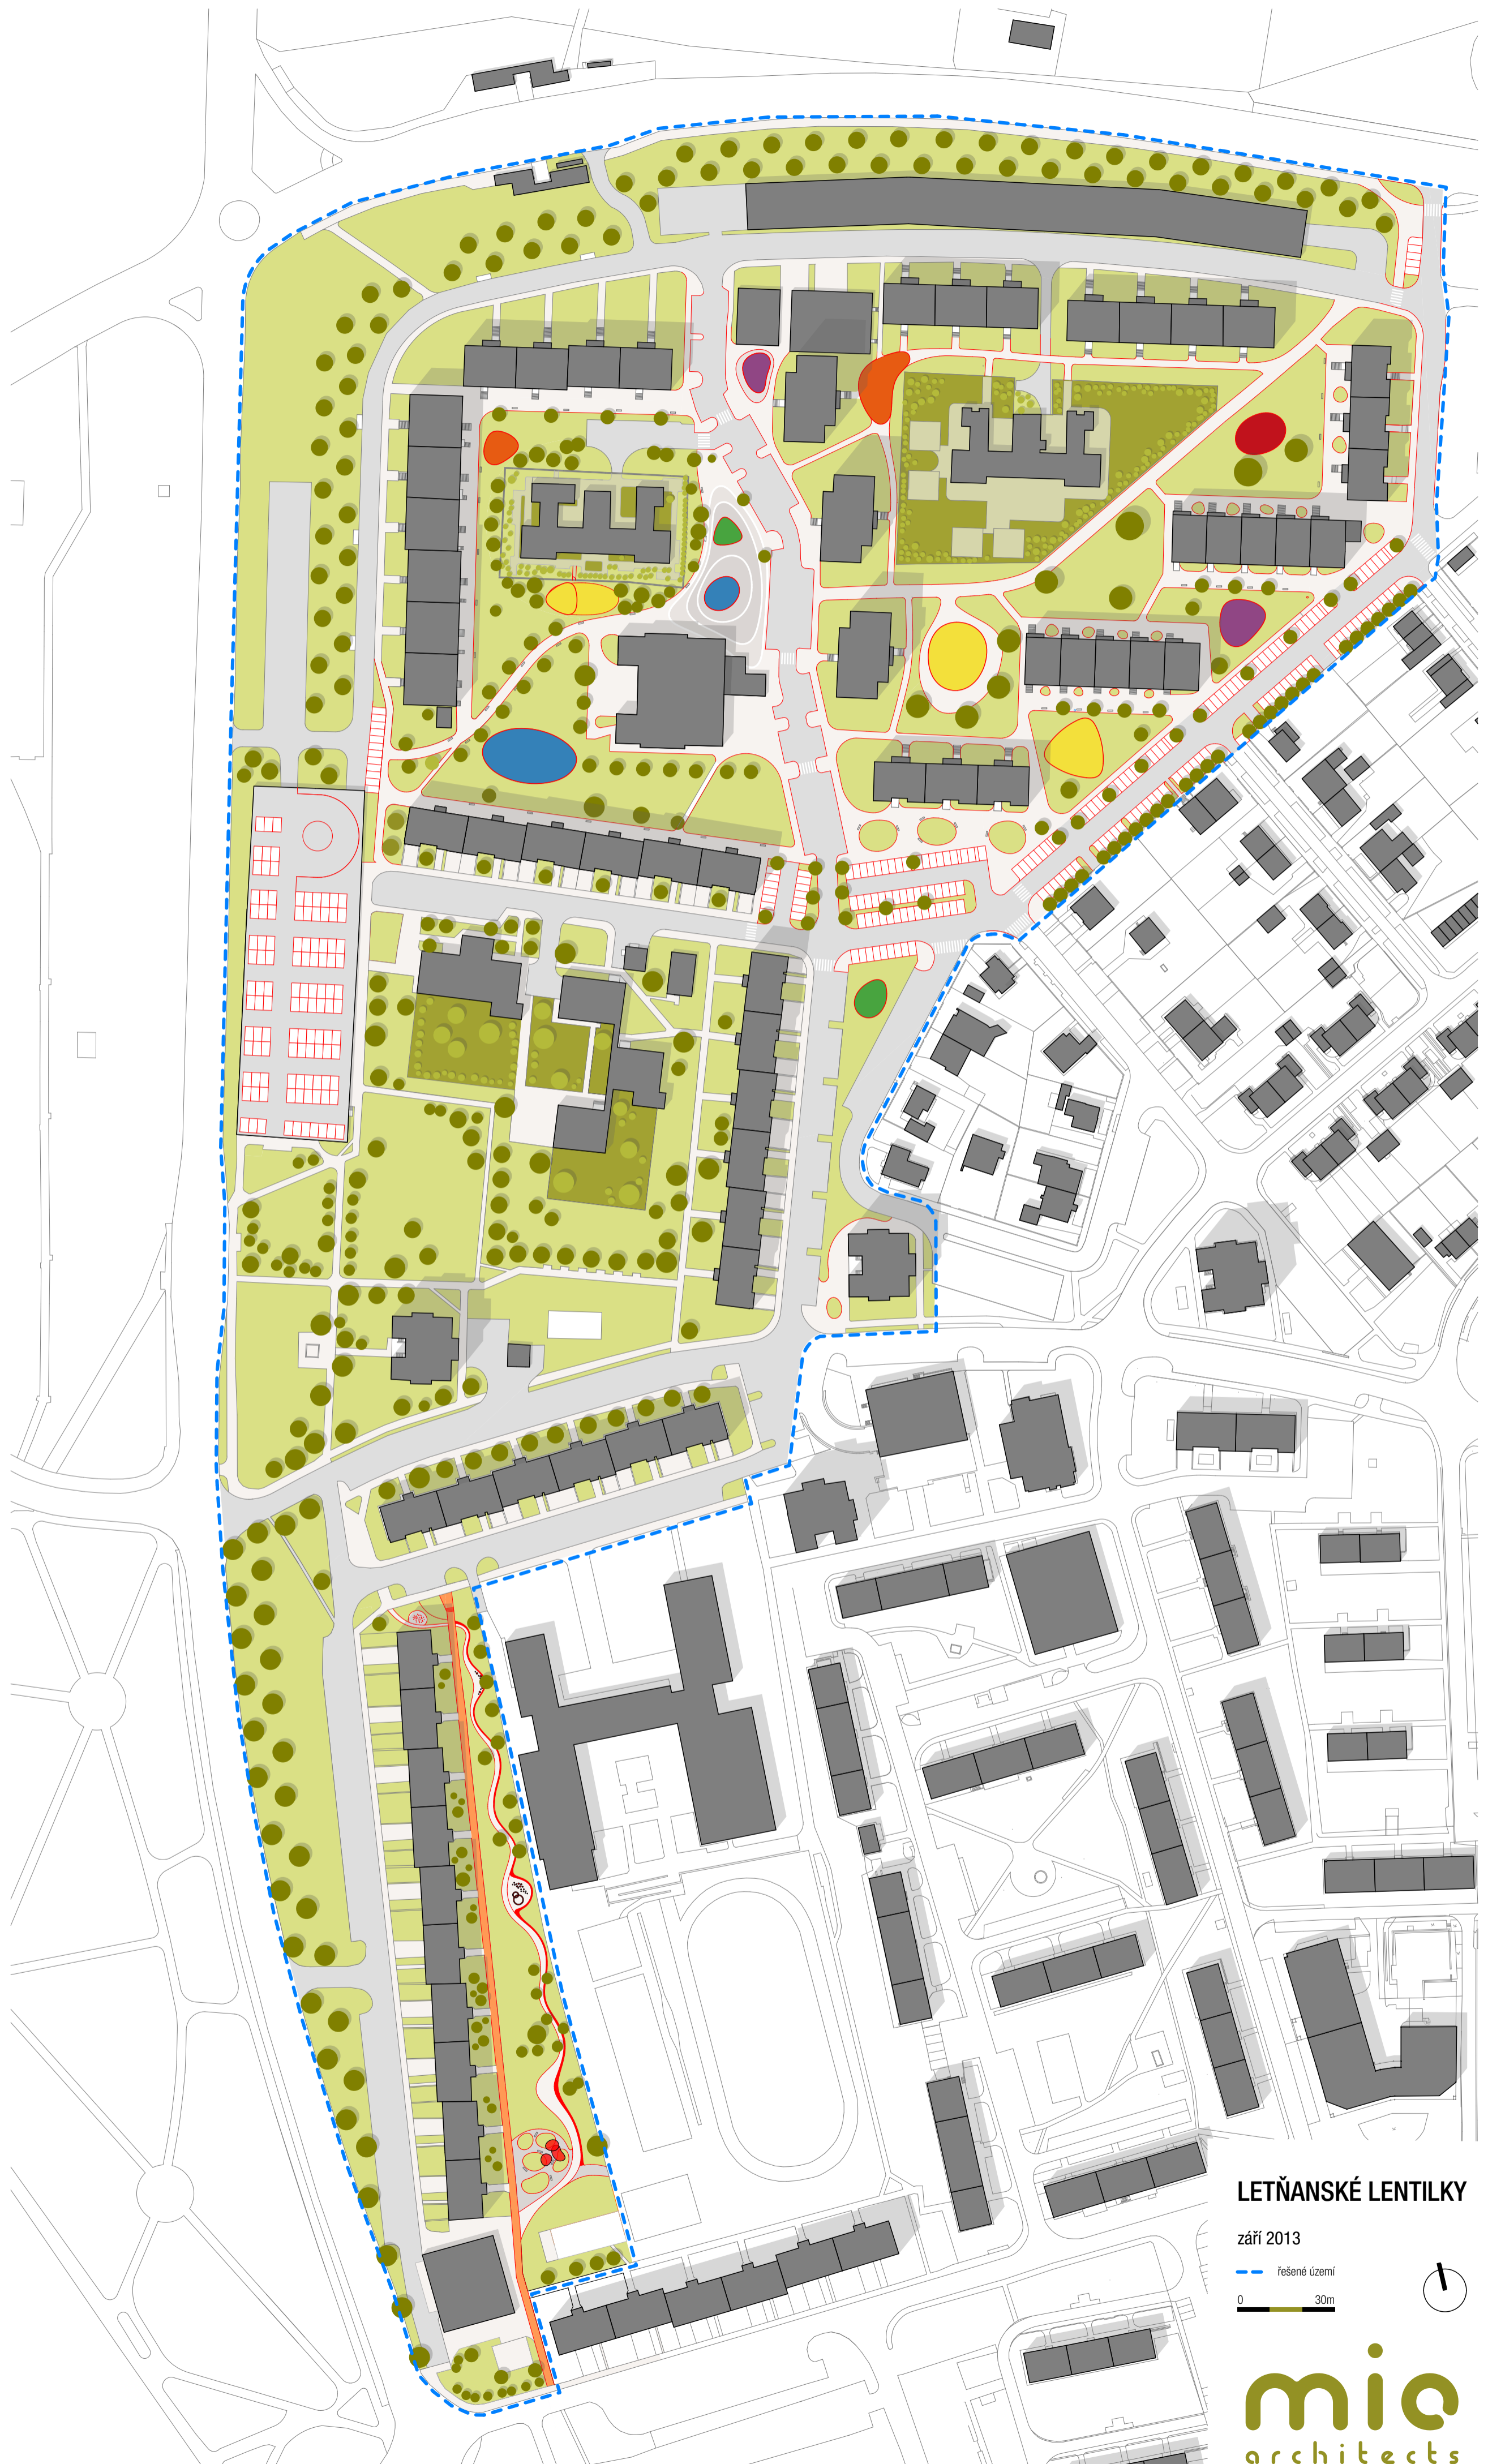 LETŇANSKÉ LENTILKY
září 2013
řešené území
0 30m
mia
architects